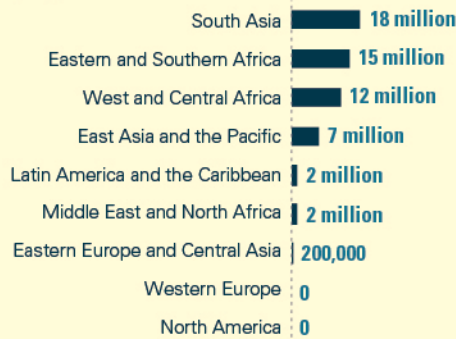 South Asia 18 million
Eastern and Southern Africa 15 million
West and Central Africa 12 million
East Asia and the Pacific 7 million
Latin America and the Caribbean 2 million
Middle East and North Africa 2 million
Eastern Europe and Central Asia 200,000
Western Europe 0
North America 0